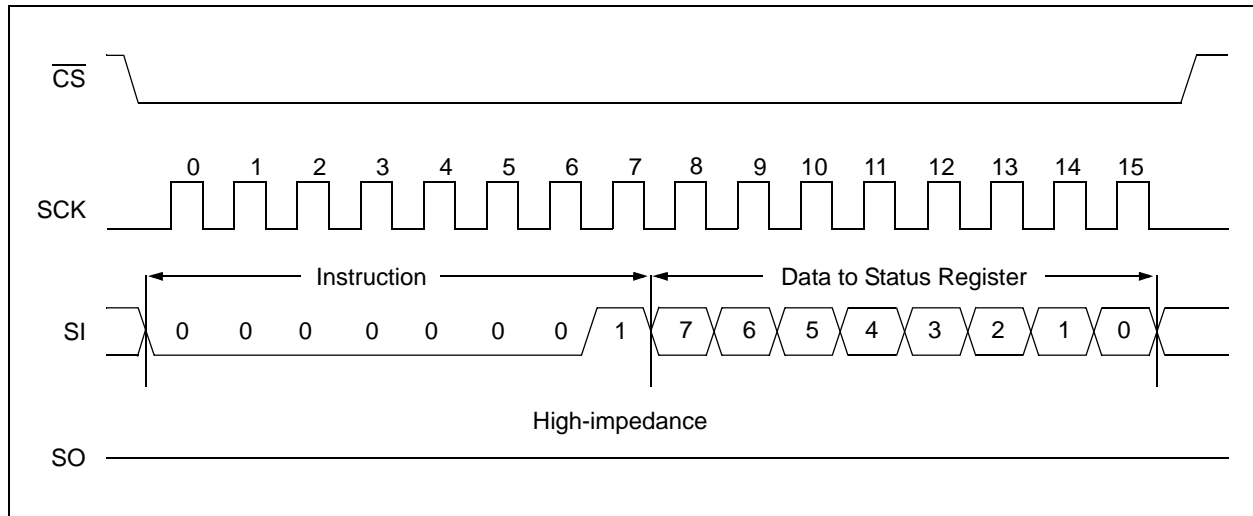 CS
0 1 2 3 4 5 6 7 8 9 10 11 12 13 14 15
SCK
Instruction Data to Status Register
SI 0 0 0 0 0 0 0 1 7 6 5 4 3 2 1 0
High-impedance
SO